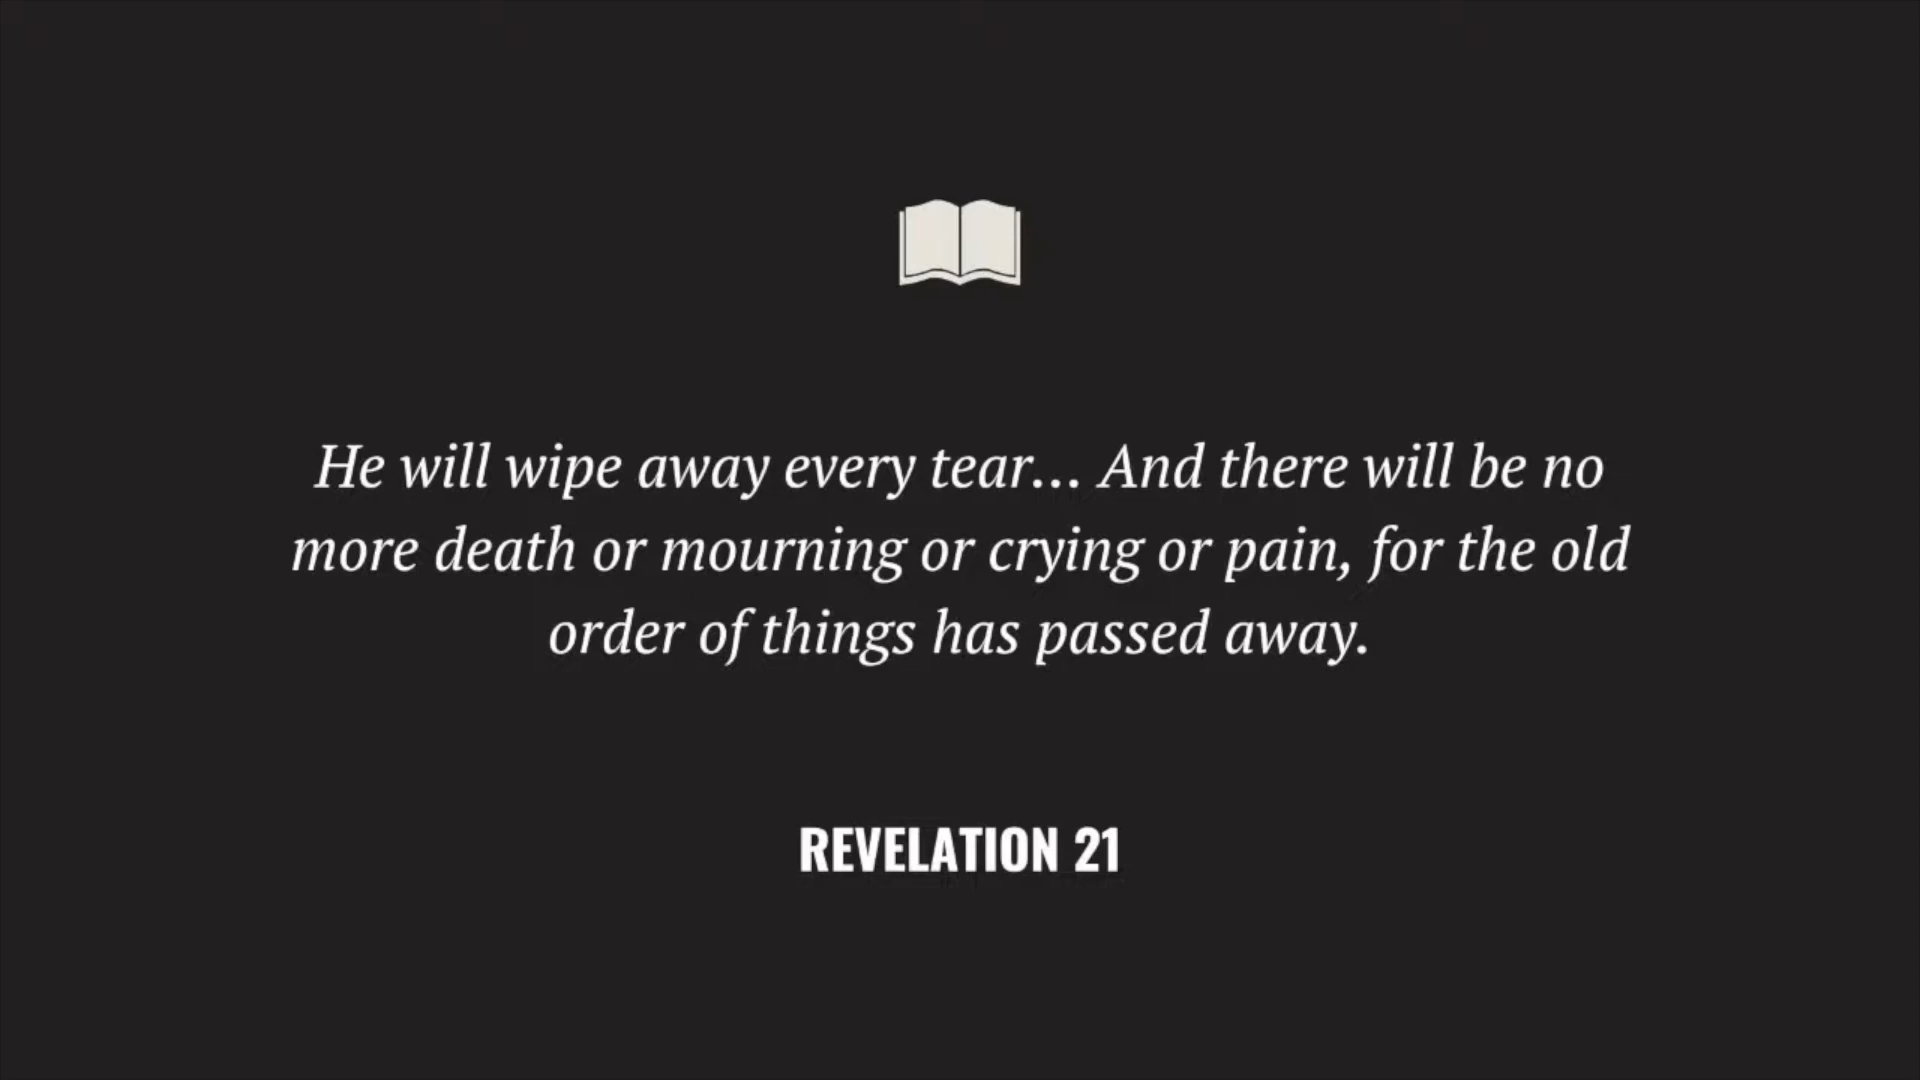 He will wipe away every tear... And there will be no
more death or mourning or crying or pain, for the old
order of things has passed away.
REVELATION 21